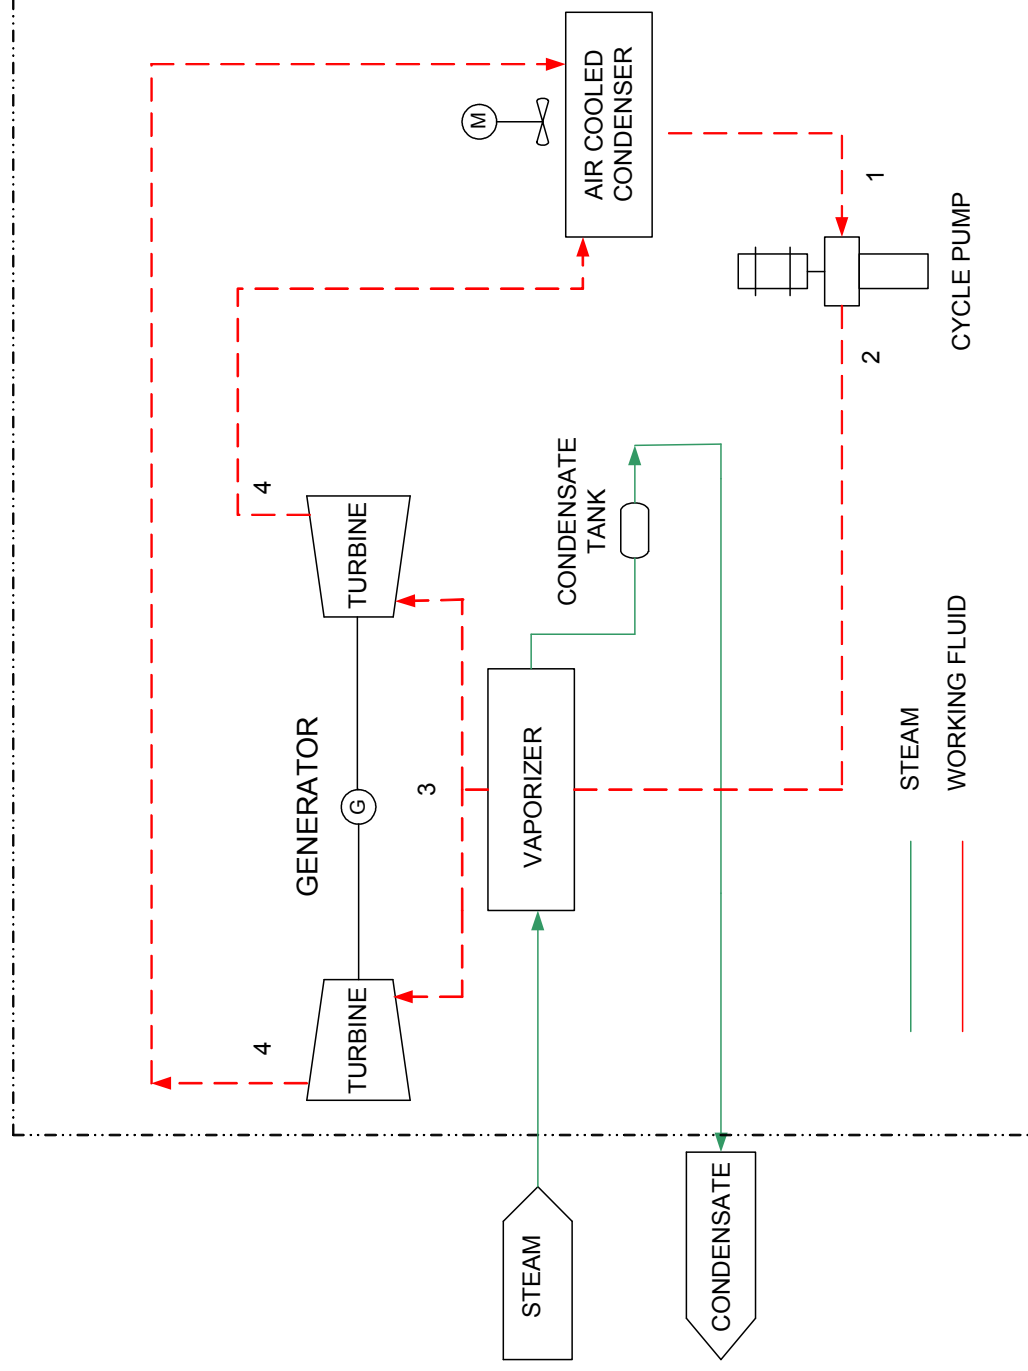 GENERATOR
4
4
TURBINE
G
TURBINE
3
M
AIR COOLED
CONDENSER
STEAM
VAPORIZER
CONDENSATE
TANK
CONDENSATE
2
1
CYCLE PUMP
STEAM
WORKING FLUID